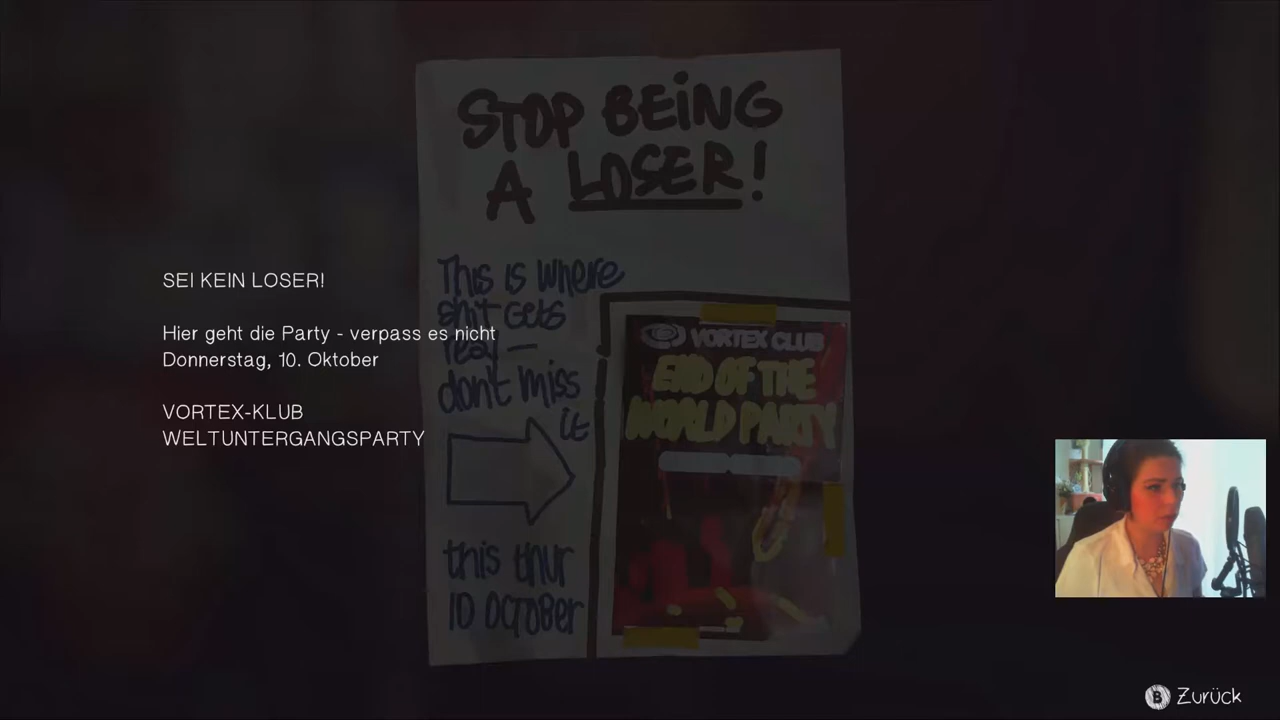 STOP BEING
A LOSER!
This is where
shit gets
real —
don't miss
it
this thur
10 OCTOBER
VORTEX CLUB
END OF THE
WORLD PARTY
SEI KEIN LOSER!
Hier geht die Party - verpass es nicht
Donnerstag, 10. Oktober
VORTEX-KLUB
WELTUNTERGANGSPARTY
B Zurück